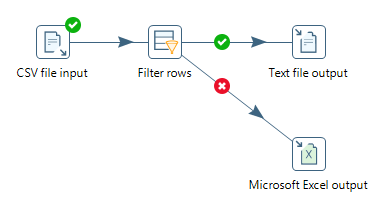 CSV file input
Filter rows
Text file output
X
Microsoft Excel output